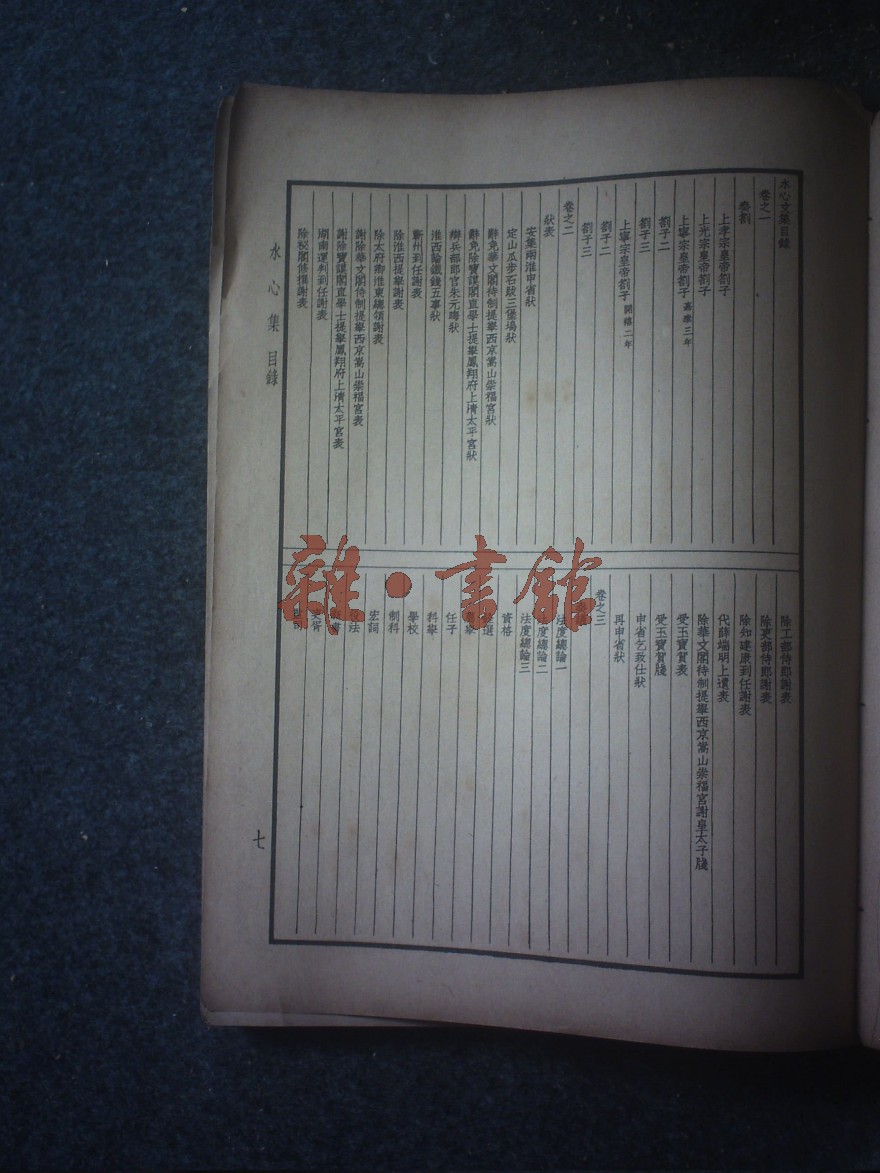 水心文集目錄
卷之一
奏劄
上孝宗皇帝劄子
上光宗皇帝劄子
上寧宗皇帝劄子 嘉泰三年
劄子二
劄子三
上寧宗皇帝劄子 開禧二年
劄子二
劄子三
卷之二
狀表
安集兩淮申省狀
定山瓜步石跋三堡塢狀
辭免華文閣待制提舉西京嵩山崇福宮狀
辭免除寶謨閣直學士提舉鳳翔府上清太平宮狀
辯兵部郎官朱元晦狀
淮西論鐵錢五事狀
蘄州到任謝表
除淮西提舉謝表
除太府卿淮東總領謝表
謝除華文閣待制提舉西京嵩山崇福宮表
謝除寶謨閣直學士提舉鳳翔府上清太平宮表
湖南運判到任謝表
除祕閣修撰謝表
除工部侍郎謝表
除吏部侍郎謝表
除知建康到任謝表
代薛端明上遺表
除華文閣待制提舉西京嵩山崇福宮謝皇太子牋
受玉寶賀表
受玉寶賀牋
申省乞致仕狀
再申省狀
卷之三
法度總論一
法度總論二
法度總論三
資格
選
任子
科舉
學校
制科
宏詞
法
胥
水心集 目錄
七
雜·書館